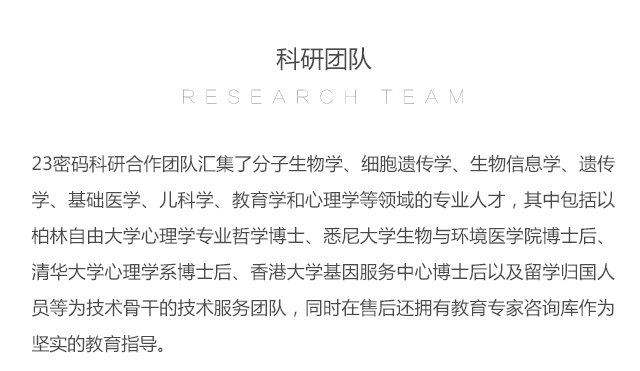 科研团队
RESEARCH TEAM
23密码科研合作团队汇集了分子生物学、细胞遗传学、生物信息学、遗传
学、基础医学、儿科学、教育学和心理学等领域的专业人才，其中包括以
柏林自由大学心理学专业哲学博士、悉尼大学生物与环境医学院博士后、
清华大学心理学系博士后、香港大学基因服务中心博士后以及留学归国人
员等为技术骨干的技术服务团队，同时在售后还拥有教育专家咨询库作为
坚实的教育指导。